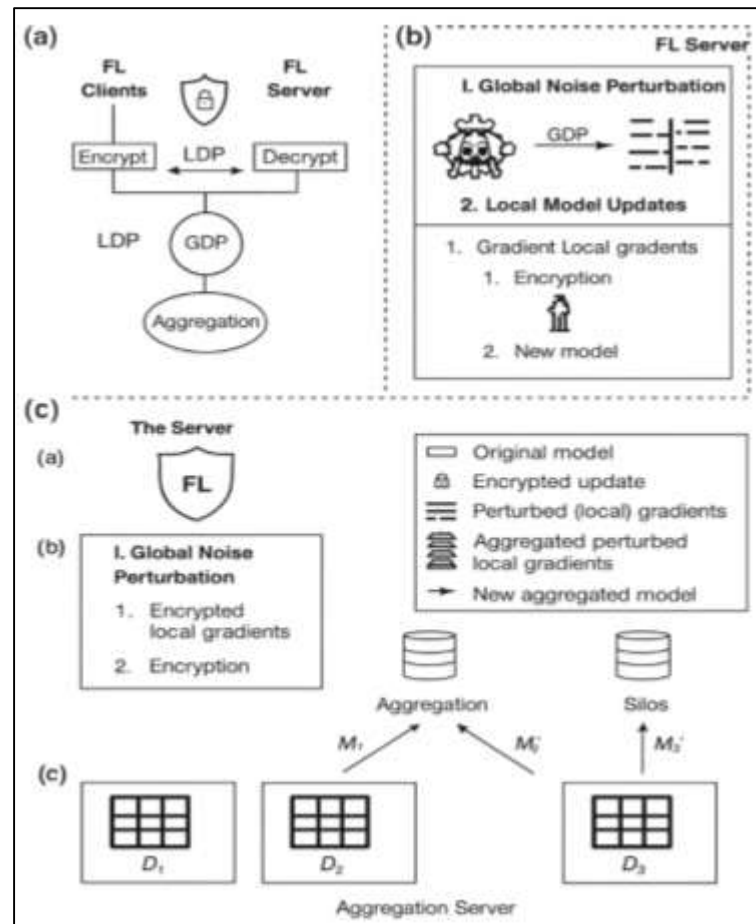 (a)
FL Clients
FL Server
Encrypt
LDP
Decrypt
LDP
GDP
Aggregation
(b)
FL Server
I. Global Noise Perturbation
GDP
2. Local Model Updates
1. Gradient Local gradents
1. Encryption
2. New model
(c)
The Server
(a)
FL
(b)
I. Global Noise
Perturbation
1. Encrypted
local gradients
2. Encryption
Original model
Encrypted update
Perturbed (local) gradients
Aggregated perturbed
local gradients
New aggregated model
Aggregation
Silos
M₁
M₃'
(c)
D₁
D₂
D₃
Aggregation Server